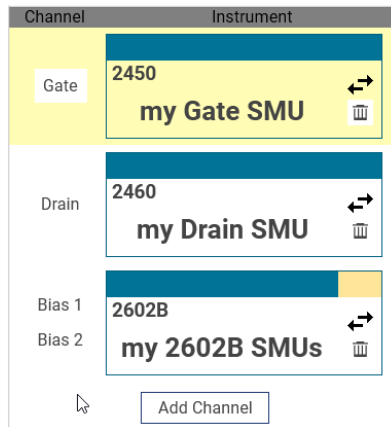 Channel Instrument
Gate
2450
my Gate SMU
Drain
2460
my Drain SMU
Bias 1
Bias 2
2602B
my 2602B SMUs
Add Channel